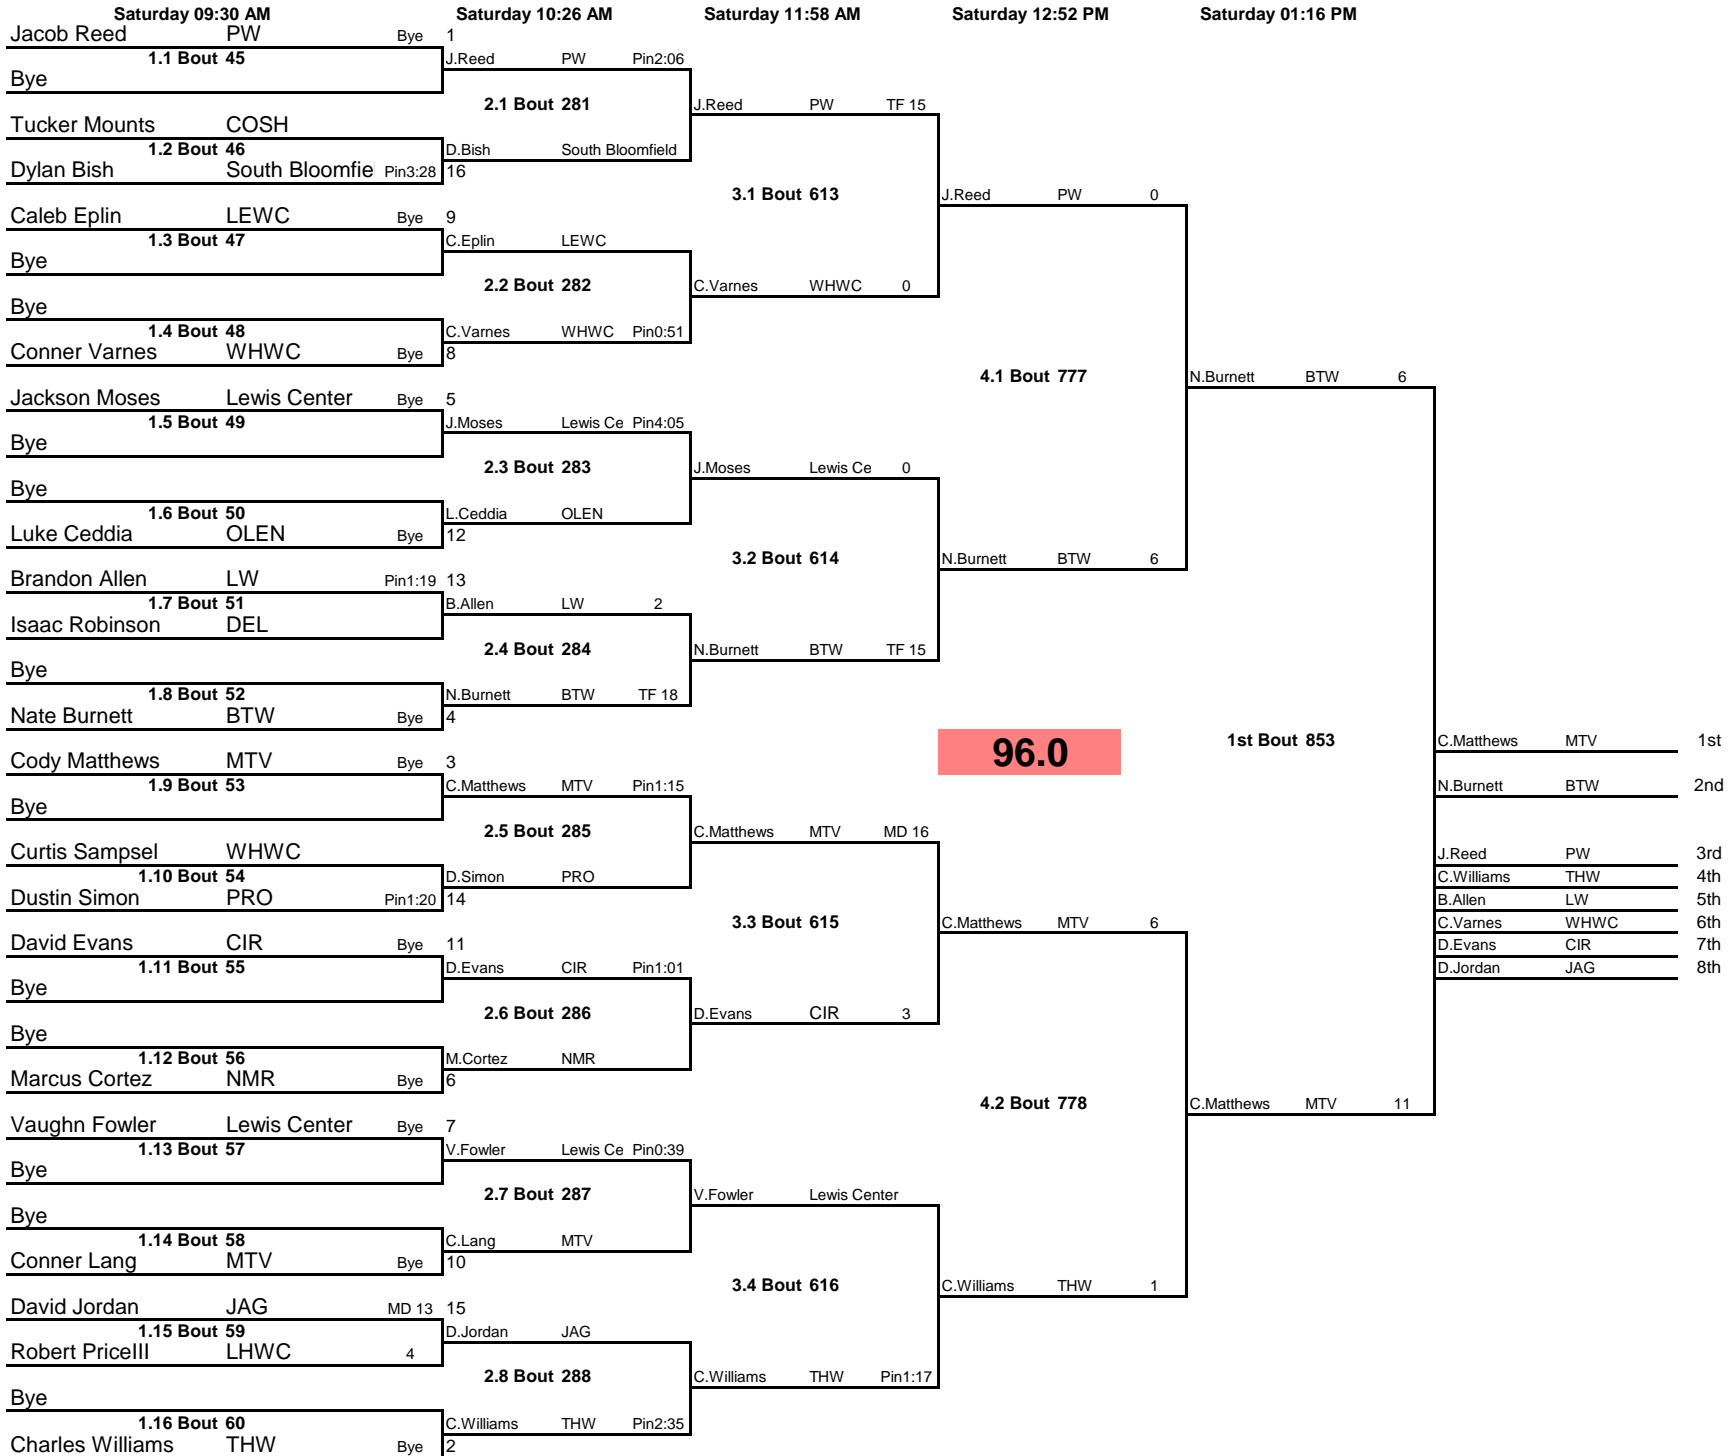 Saturday 09:30 AM Saturday 10:26 AM Saturday 11:58 AM Saturday 12:52 PM Saturday 01:16 PM
Jacob Reed PW Bye 1
1.1 Bout 45 J.Reed PW Pin2:06
Bye
2.1 Bout 281 J.Reed PW TF 15
Tucker Mounts COSH
1.2 Bout 46 D.Bish South Bloomfield
Dylan Bish South Bloomfie Pin3:28 16
3.1 Bout 613 J.Reed PW 0
Caleb Eplin LEWC Bye 9
1.3 Bout 47 C.Eplin LEWC
Bye
2.2 Bout 282 C.Varnes WHWC 0
Bye
1.4 Bout 48 C.Varnes WHWC Pin0:51
Conner Varnes WHWC Bye 8
4.1 Bout 777 N.Burnett BTW 6
Jackson Moses Lewis Center Bye 5
1.5 Bout 49 J.Moses Lewis Ce Pin4:05
Bye
2.3 Bout 283 J.Moses Lewis Ce 0
Bye
1.6 Bout 50 L.Ceddia OLEN
Luke Ceddia OLEN Bye 12
3.2 Bout 614 N.Burnett BTW 6
Brandon Allen LW Pin1:19 13
1.7 Bout 51 B.Allen LW 2
Isaac Robinson DEL
2.4 Bout 284 N.Burnett BTW TF 15
Bye
1.8 Bout 52 N.Burnett BTW TF 18
Nate Burnett BTW Bye 4
96.0 1st Bout 853 C.Matthews MTV 1st
Cody Matthews MTV Bye 3
1.9 Bout 53 C.Matthews MTV Pin1:15 N.Burnett BTW 2nd
Bye
2.5 Bout 285 C.Matthews MTV MD 16
Curtis Sampsel WHWC J.Reed PW 3rd
1.10 Bout 54 D.Simon PRO C.Williams THW 4th
Dustin Simon PRO Pin1:20 14 B.Allen LW 5th
3.3 Bout 615 C.Matthews MTV 6 C.Varnes WHWC 6th
David Evans CIR Bye 11 D.Evans CIR 7th
1.11 Bout 55 D.Evans CIR Pin1:01 D.Jordan JAG 8th
Bye
2.6 Bout 286 D.Evans CIR 3
Bye
1.12 Bout 56 M.Cortez NMR
Marcus Cortez NMR Bye 6
4.2 Bout 778 C.Matthews MTV 11
Vaughn Fowler Lewis Center Bye 7
1.13 Bout 57 V.Fowler Lewis Ce Pin0:39
Bye
2.7 Bout 287 V.Fowler Lewis Center
Bye
1.14 Bout 58 C.Lang MTV
Conner Lang MTV Bye 10
3.4 Bout 616 C.Williams THW 1
David Jordan JAG MD 13 15
1.15 Bout 59 D.Jordan JAG
Robert PriceIII LHWC 4
2.8 Bout 288 C.Williams THW Pin1:17
Bye
1.16 Bout 60 C.Williams THW Pin2:35
Charles Williams THW Bye 2